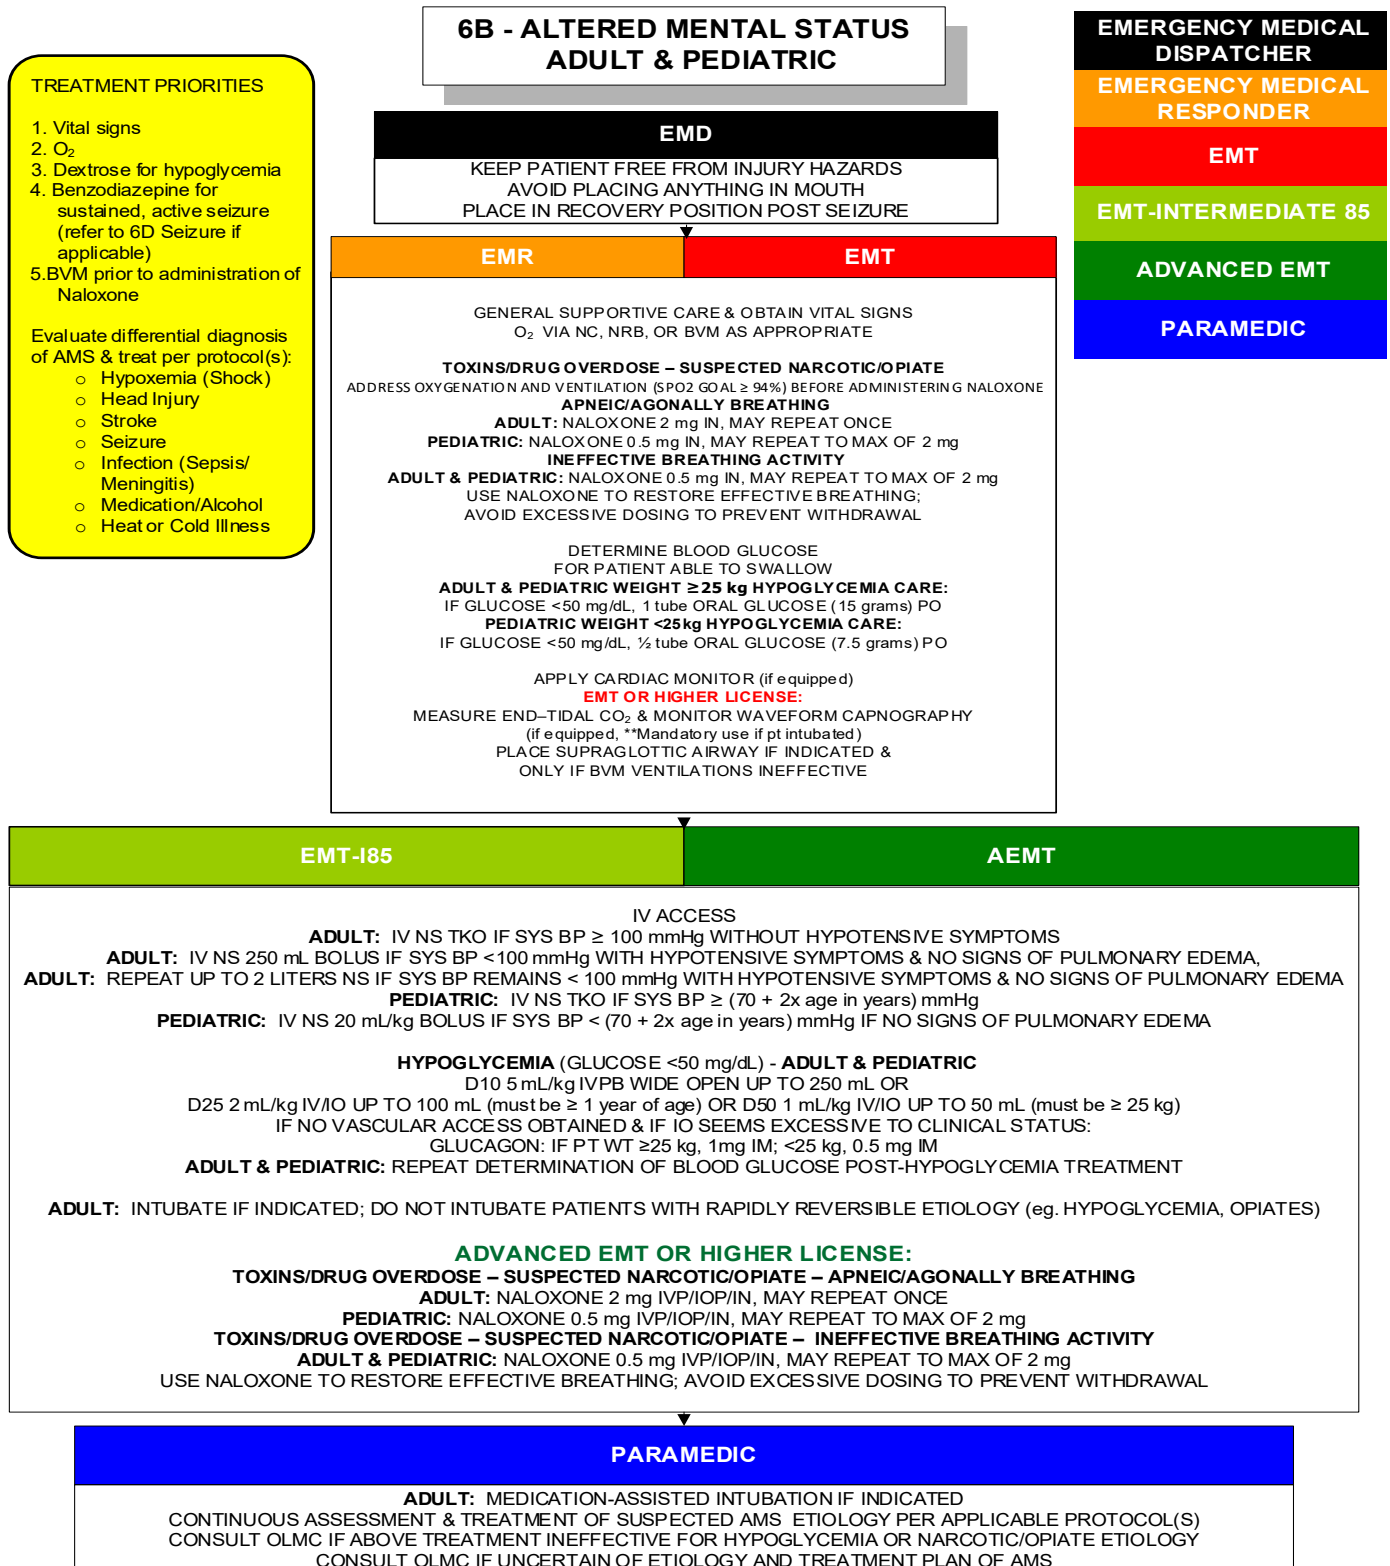 6B - ALTERED MENTAL STATUS
ADULT & PEDIATRIC
EMERGENCY MEDICAL
DISPATCHER
EMERGENCY MEDICAL
RESPONDER
EMT
EMT-INTERMEDIATE 85
ADVANCED EMT
PARAMEDIC
TREATMENT PRIORITIES
1. Vital signs
2. O₂
3. Dextrose for hypoglycemia
4. Benzodiazepine for
sustained, active seizure
(refer to 6D Seizure if
applicable)
5.BVM prior to administration of
Naloxone
Evaluate differential diagnosis
of AMS & treat per protocol(s):
o Hypoxemia (Shock)
o Head Injury
o Stroke
o Seizure
o Infection (Sepsis/
Meningitis)
o Medication/Alcohol
o Heat or Cold Illness
EMD
KEEP PATIENT FREE FROM INJURY HAZARDS
AVOID PLACING ANYTHING IN MOUTH
PLACE IN RECOVERY POSITION POST SEIZURE
EMR
EMT
GENERAL SUPPORTIVE CARE & OBTAIN VITAL SIGNS
O₂ VIA NC, NRB, OR BVM AS APPROPRIATE
TOXINS/DRUG OVERDOSE – SUSPECTED NARCOTIC/OPIATE
ADDRESS OXYGENATION AND VENTILATION (SPO2 GOAL ≥ 94%) BEFORE ADMINISTERING NALOXONE
APNEIC/AGONALLY BREATHING
ADULT: NALOXONE 2 mg IN, MAY REPEAT ONCE
PEDIATRIC: NALOXONE 0.5 mg IN, MAY REPEAT TO MAX OF 2 mg
INEFFECTIVE BREATHING ACTIVITY
ADULT & PEDIATRIC: NALOXONE 0.5 mg IN, MAY REPEAT TO MAX OF 2 mg
USE NALOXONE TO RESTORE EFFECTIVE BREATHING;
AVOID EXCESSIVE DOSING TO PREVENT WITHDRAWAL
DETERMINE BLOOD GLUCOSE
FOR PATIENT ABLE TO SWALLOW
ADULT & PEDIATRIC WEIGHT ≥25 kg HYPOGLYCEMIA CARE:
IF GLUCOSE <50 mg/dL, 1 tube ORAL GLUCOSE (15 grams) PO
PEDIATRIC WEIGHT <25kg HYPOGLYCEMIA CARE:
IF GLUCOSE <50 mg/dL, ½ tube ORAL GLUCOSE (7.5 grams) PO
APPLY CARDIAC MONITOR (if equipped)
EMT OR HIGHER LICENSE:
MEASURE END–TIDAL CO₂ & MONITOR WAVEFORM CAPNOGRAPHY
(if equipped, **Mandatory use if pt intubated)
PLACE SUPRAGLOTTIC AIRWAY IF INDICATED &
ONLY IF BVM VENTILATIONS INEFFECTIVE
EMT-I85
AEMT
IV ACCESS
ADULT: IV NS TKO IF SYS BP ≥ 100 mmHg WITHOUT HYPOTENSIVE SYMPTOMS
ADULT: IV NS 250 mL BOLUS IF SYS BP <100 mmHg WITH HYPOTENSIVE SYMPTOMS & NO SIGNS OF PULMONARY EDEMA,
ADULT: REPEAT UP TO 2 LITERS NS IF SYS BP REMAINS < 100 mmHg WITH HYPOTENSIVE SYMPTOMS & NO SIGNS OF PULMONARY EDEMA
PEDIATRIC: IV NS TKO IF SYS BP ≥ (70 + 2x age in years) mmHg
PEDIATRIC: IV NS 20 mL/kg BOLUS IF SYS BP < (70 + 2x age in years) mmHg IF NO SIGNS OF PULMONARY EDEMA
HYPOGLYCEMIA (GLUCOSE <50 mg/dL) - ADULT & PEDIATRIC
D10 5 mL/kg IVPB WIDE OPEN UP TO 250 mL OR
D25 2 mL/kg IV/IO UP TO 100 mL (must be ≥ 1 year of age) OR D50 1 mL/kg IV/IO UP TO 50 mL (must be ≥ 25 kg)
IF NO VASCULAR ACCESS OBTAINED & IF IO SEEMS EXCESSIVE TO CLINICAL STATUS:
GLUCAGON: IF PT WT ≥25 kg, 1mg IM; <25 kg, 0.5 mg IM
ADULT & PEDIATRIC: REPEAT DETERMINATION OF BLOOD GLUCOSE POST-HYPOGLYCEMIA TREATMENT
ADULT: INTUBATE IF INDICATED; DO NOT INTUBATE PATIENTS WITH RAPIDLY REVERSIBLE ETIOLOGY (eg. HYPOGLYCEMIA, OPIATES)
ADVANCED EMT OR HIGHER LICENSE:
TOXINS/DRUG OVERDOSE – SUSPECTED NARCOTIC/OPIATE – APNEIC/AGONALLY BREATHING
ADULT: NALOXONE 2 mg IVP/IOP/IN, MAY REPEAT ONCE
PEDIATRIC: NALOXONE 0.5 mg IVP/IOP/IN, MAY REPEAT TO MAX OF 2 mg
TOXINS/DRUG OVERDOSE – SUSPECTED NARCOTIC/OPIATE – INEFFECTIVE BREATHING ACTIVITY
ADULT & PEDIATRIC: NALOXONE 0.5 mg IVP/IOP/IN, MAY REPEAT TO MAX OF 2 mg
USE NALOXONE TO RESTORE EFFECTIVE BREATHING; AVOID EXCESSIVE DOSING TO PREVENT WITHDRAWAL
PARAMEDIC
ADULT: MEDICATION-ASSISTED INTUBATION IF INDICATED
CONTINUOUS ASSESSMENT & TREATMENT OF SUSPECTED AMS ETIOLOGY PER APPLICABLE PROTOCOL(S)
CONSULT OLMC IF ABOVE TREATMENT INEFFECTIVE FOR HYPOGLYCEMIA OR NARCOTIC/OPIATE ETIOLOGY
CONSULT OLMC IF UNCERTAIN OF ETIOLOGY AND TREATMENT PLAN OF AMS